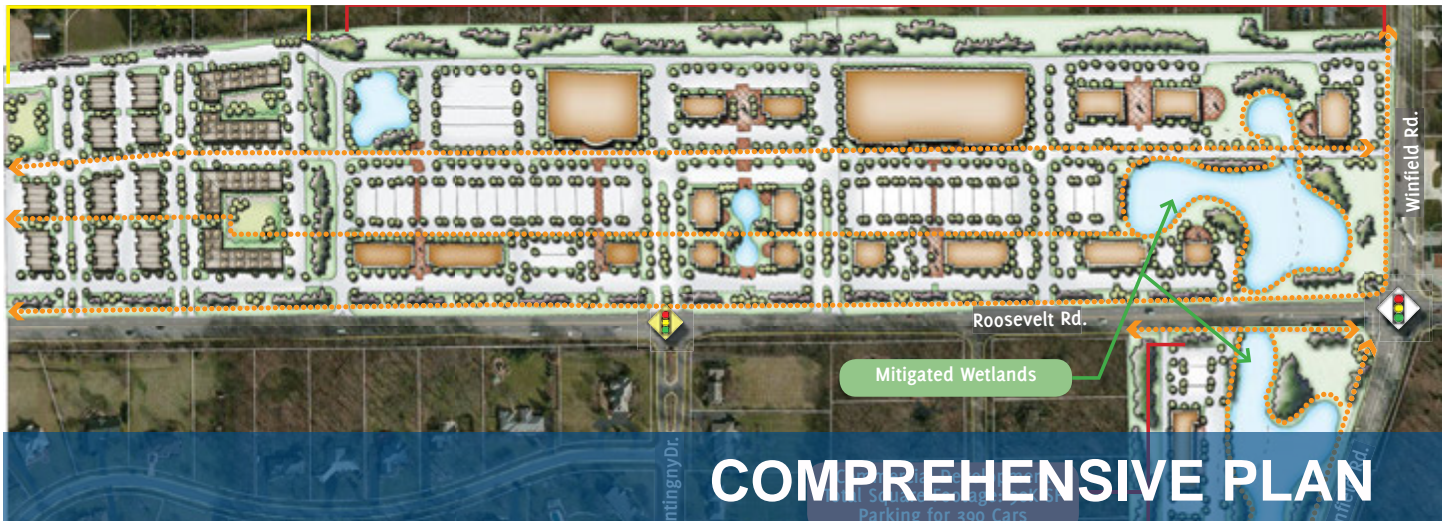 Winfield Rd.
Roosevelt Rd.
Mitigated Wetlands
COMPREHENSIVE PLAN
Parking for 390 Cars